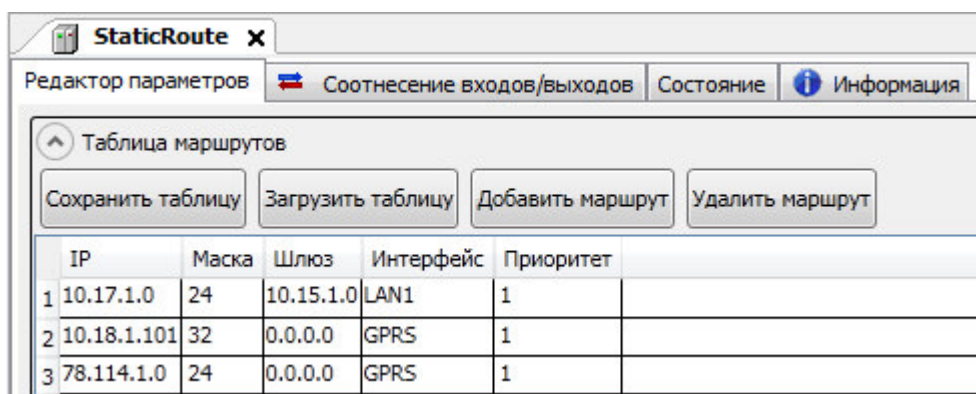 StaticRoute
Редактор параметров Соотнесение входов/выходов Состояние Информация
Таблица маршрутов
Сохранить таблицу Загрузить таблицу Добавить маршрут Удалить маршрут
IP Маска Шлюз Интерфейс Приоритет
1 10.17.1.0 24 10.15.1.0 LAN1 1
2 10.18.1.101 32 0.0.0.0 GPRS 1
3 78.114.1.0 24 0.0.0.0 GPRS 1